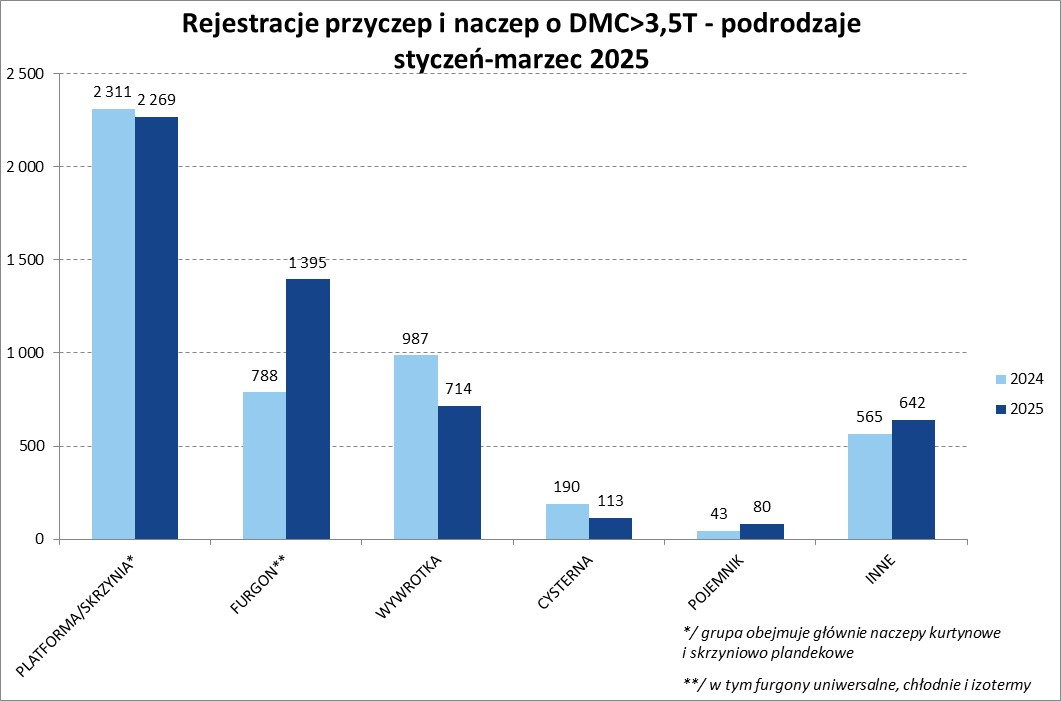 Rejestracje przyczep i naczep o DMC>3,5T - podrodzaje
styczeń-marzec 2025
2 500
2 000
1 500
1 000
500
0
2 311
2 269
788
1 395
987
714
190
113
43
80
565
642
2024
2025
PLATFORMA/SKRZYNIA*
FURGON**
WYWROTKA
CYSTERNA
POJEMNIK
INNE
*/ grupa obejmuje głównie naczepy kurtynowe
i skrzyniowo plandekowe
**/ w tym furgony uniwersalne, chłodnie i izotermy